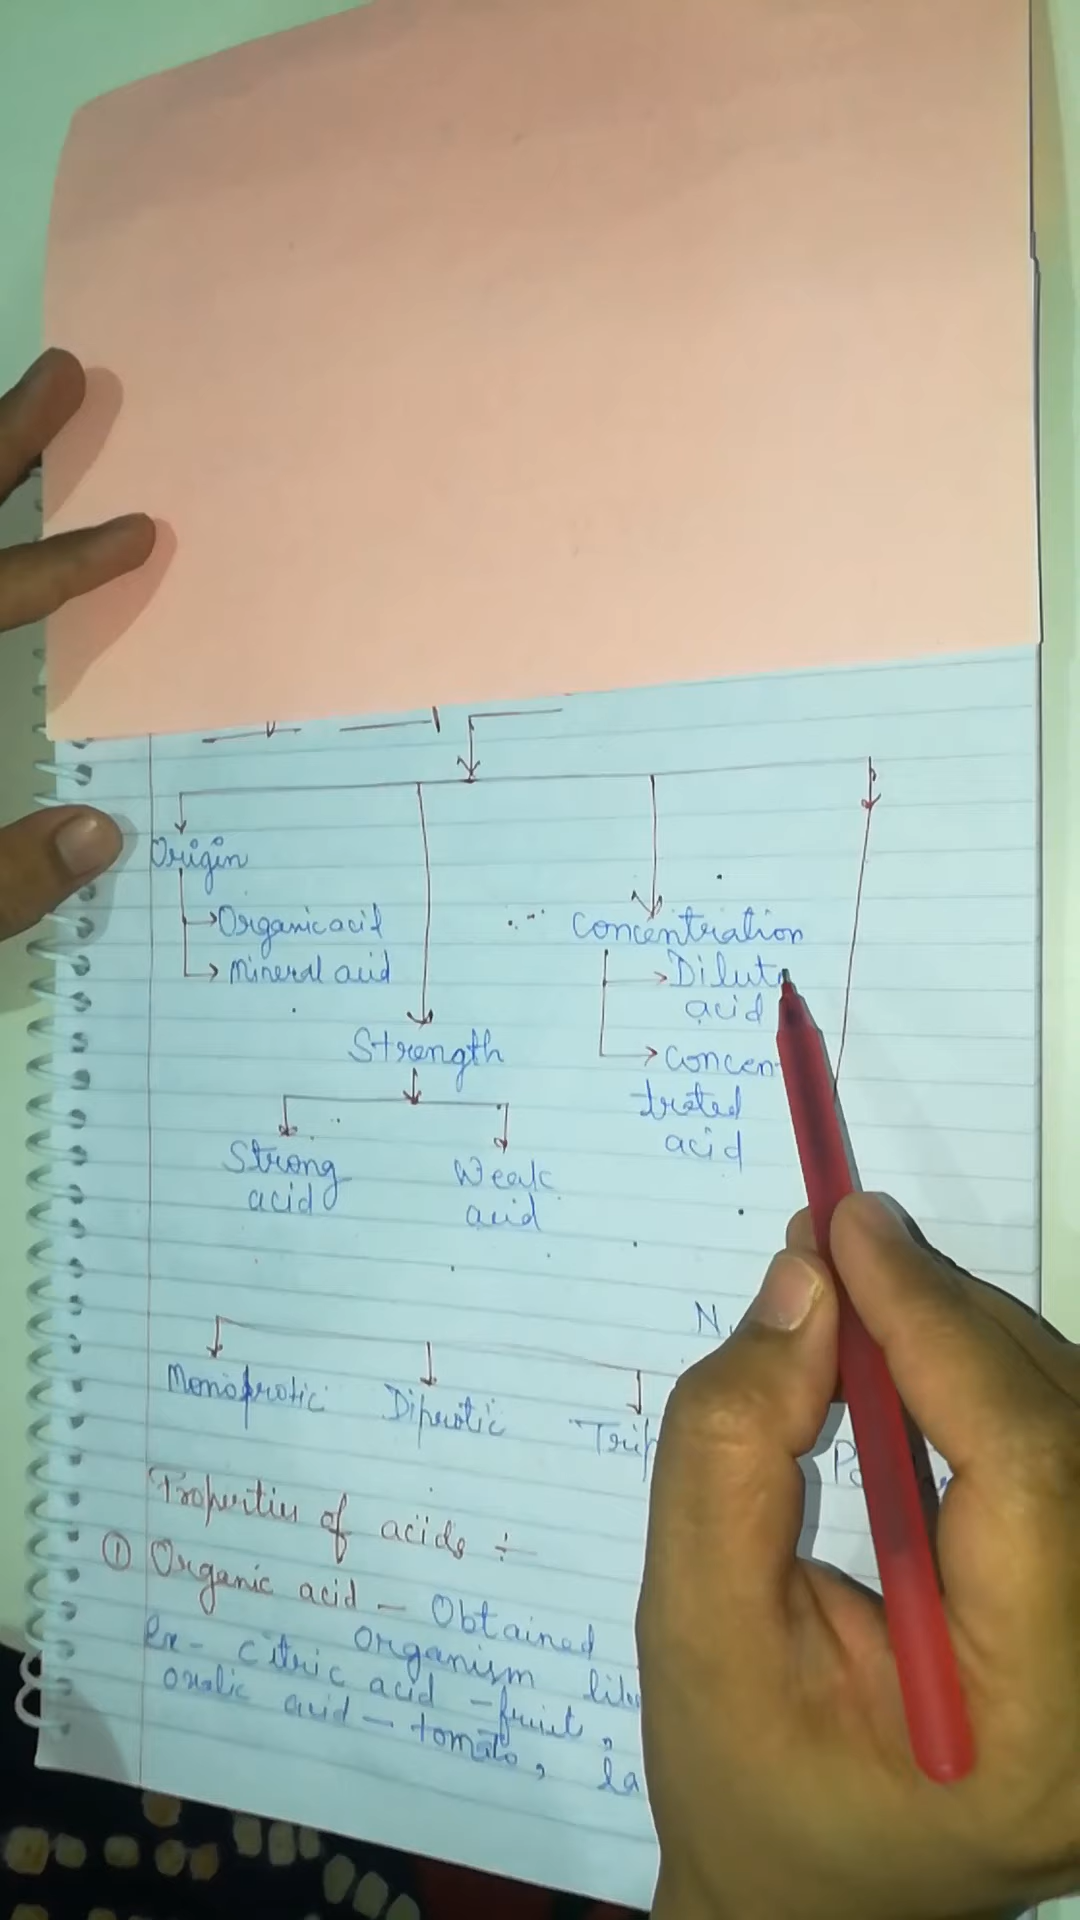 Origin
Organic acid
Mineral acid
Concentration
Dilute
acid
Concen-
trated
acid
Strength
Strong
acid
Weak
acid
Monoprotic Diprotic
Properties of acids ÷
① Organic acid - Obtained
organism like
ex- citric acid - fruit,
oxalic acid - tomato,